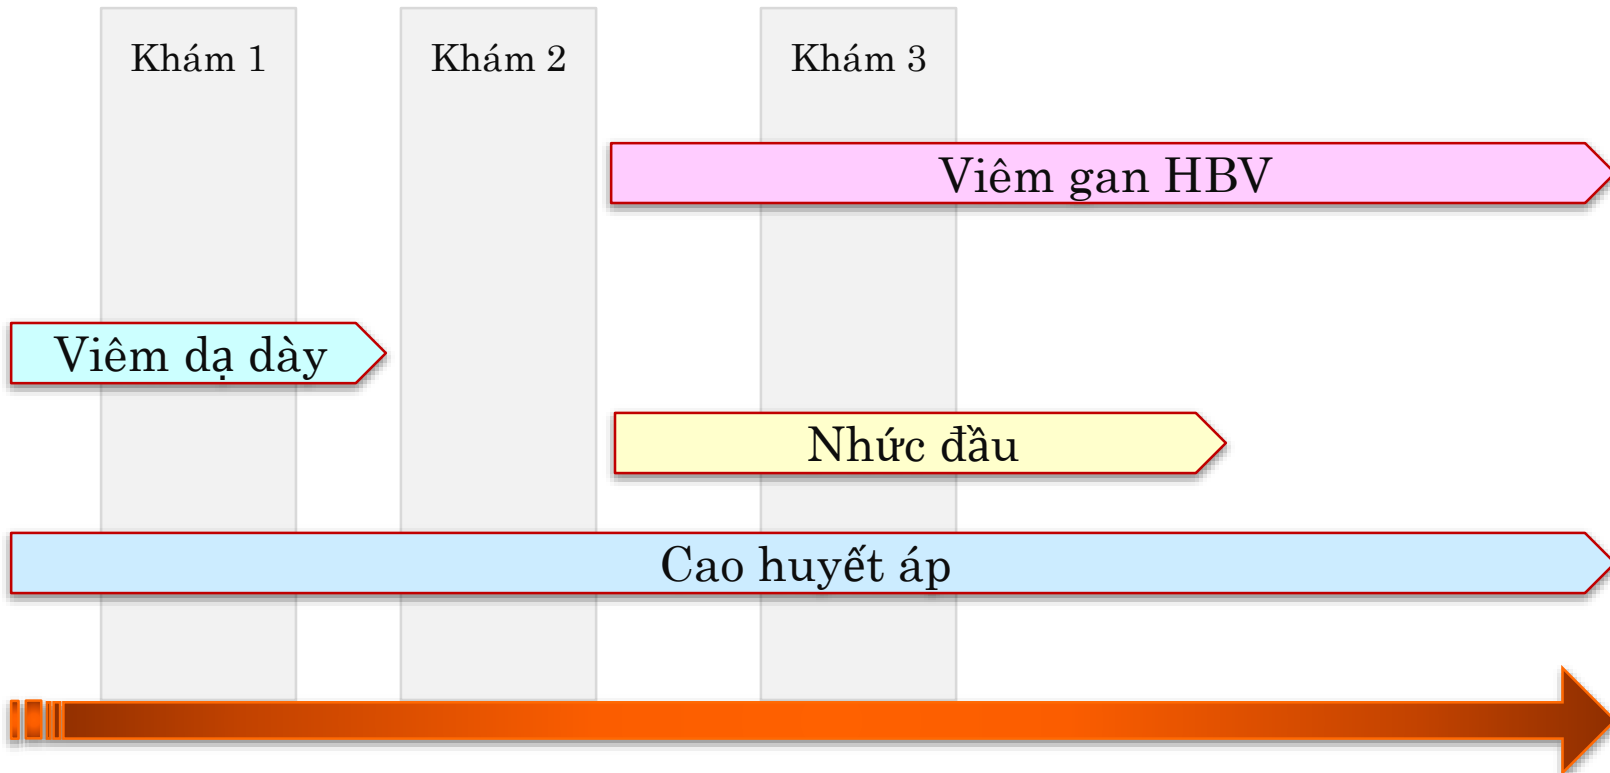 Khám 1
Khám 2
Khám 3
Viêm gan HBV
Viêm dạ dày
Nhức đầu
Cao huyết áp